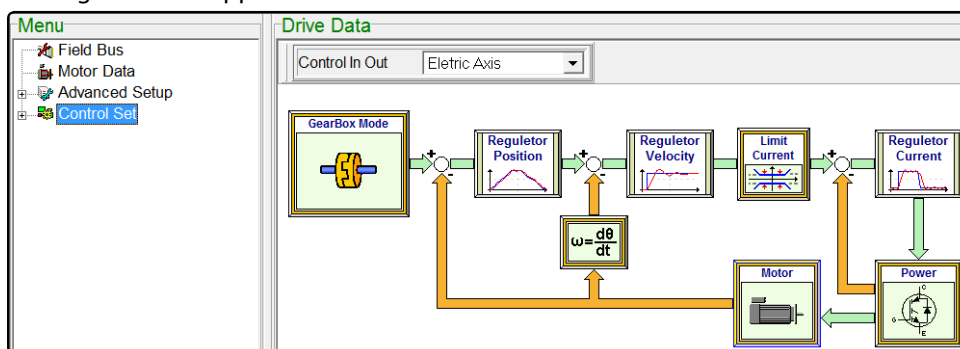 Menu
Field Bus
Motor Data
Advanced Setup
Control Set
Drive Data
Control In Out
Eletric Axis
GearBox Mode
+
-
Reguletor
Position
+
-
Reguletor
Velocity
Limit
Current
+
-
Reguletor
Current
ω=dθ/dt
Motor
Power
C
G
E